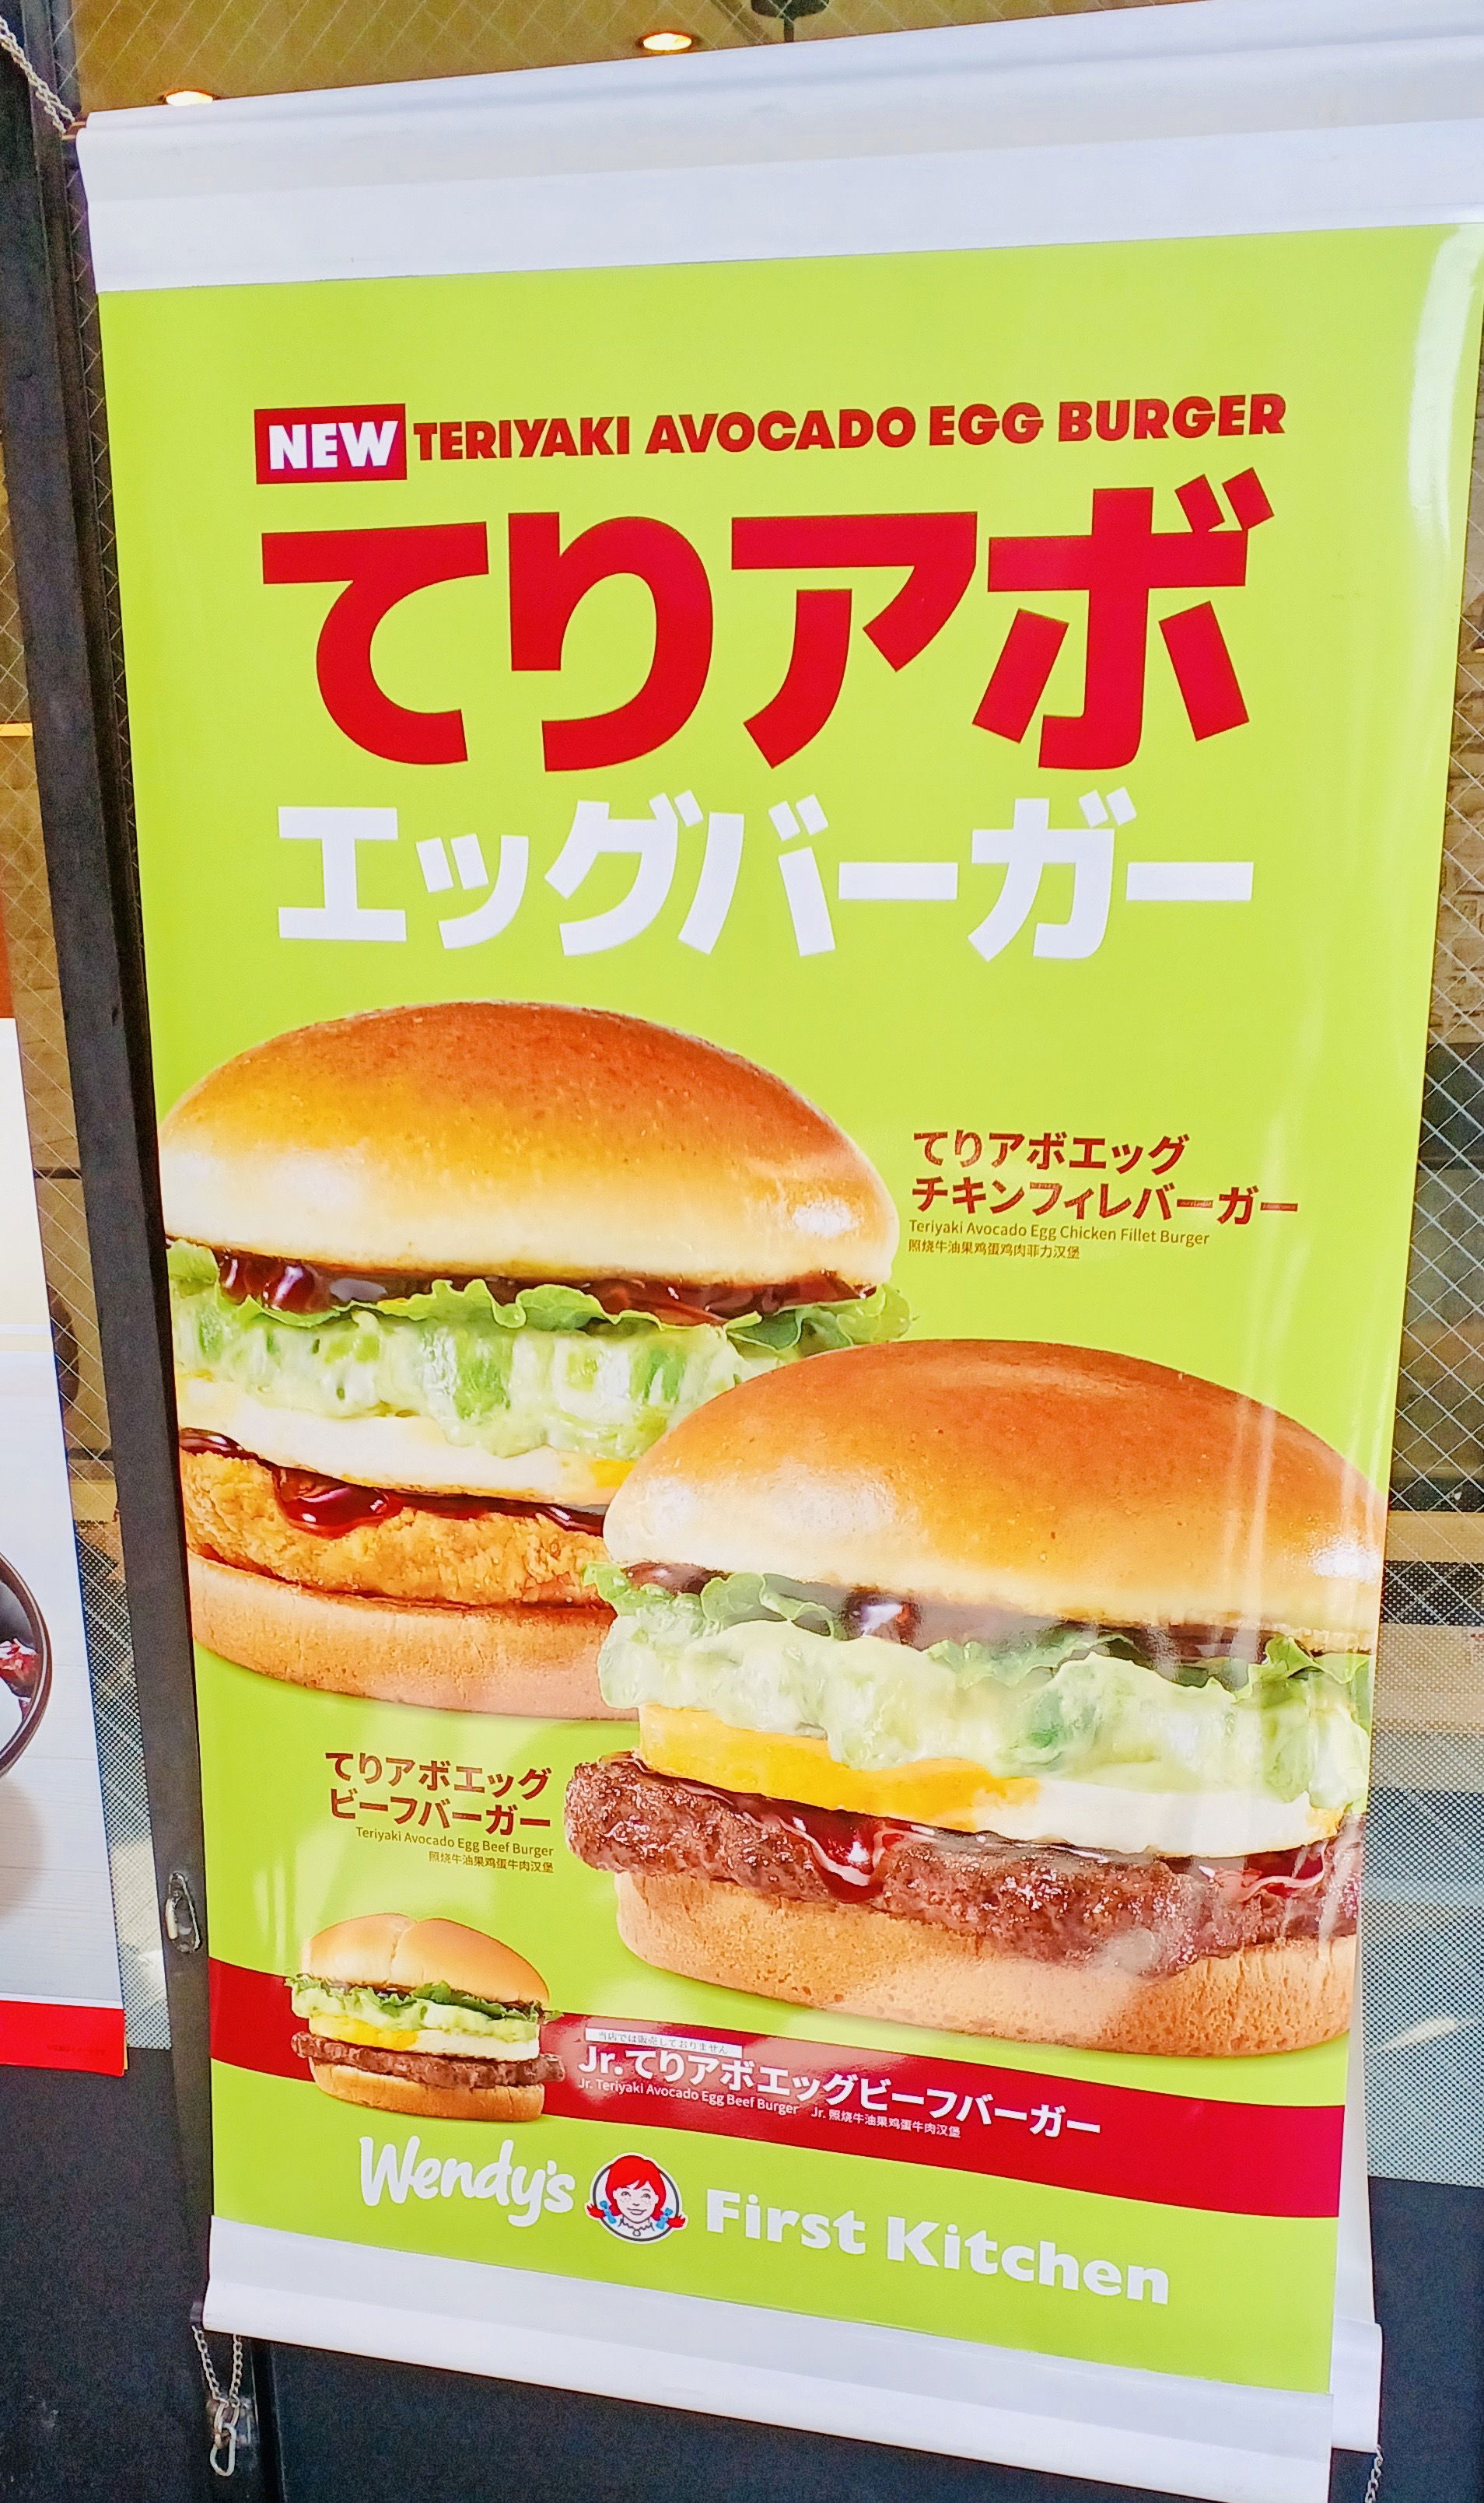 NEW TERIYAKI AVOCADO EGG BURGER
てりアボ
エッグバーガー
てりアボエッグ
チキンフィレバーガー
Teriyaki Avocado Egg Chicken Fillet Burger
照烧牛油果鸡蛋鸡肉菲力汉堡
てりアボエッグ
ビーフバーガー
Teriyaki Avocado Egg Beef Burger
照烧牛油果鸡蛋牛肉汉堡
当店では販売しておりません
Jr.てりアボエッグビーフバーガー
Jr. Teriyaki Avocado Egg Beef Burger Jr. 照烧牛油果鸡蛋牛肉汉堡
Wendy's First Kitchen